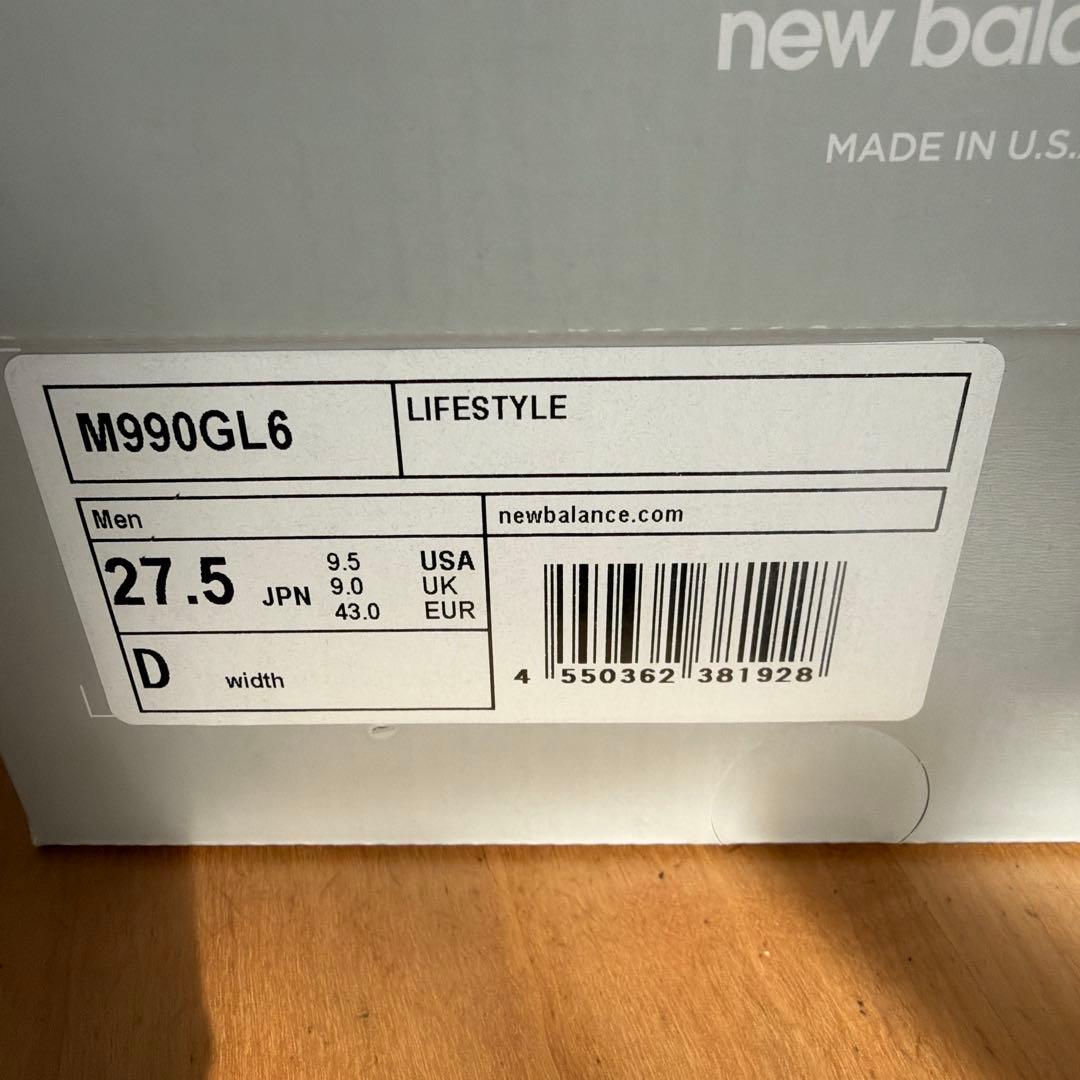 new bala
MADE IN U.S.
M990GL6
LIFESTYLE
Men
newbalance.com
27.5 JPN
9.5 USA
9.0 UK
43.0 EUR
D width
4 550362 381928